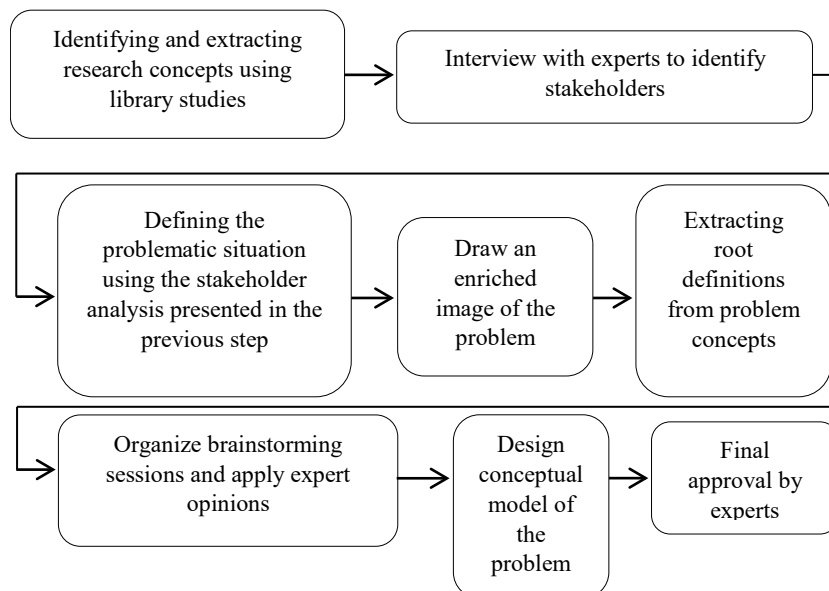 Identifying and extracting
research concepts using
library studies
Interview with experts to identify
stakeholders
Defining the
problematic situation
using the stakeholder
analysis presented in the
previous step
Draw an
enriched
image of the
problem
Extracting
root
definitions
from problem
concepts
Organize brainstorming
sessions and apply expert
opinions
Design
conceptual
model of
the
problem
Final
approval by
experts